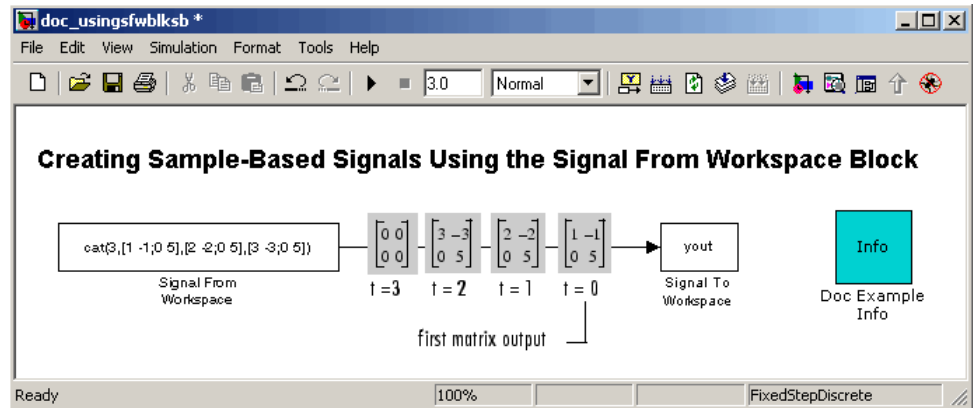 doc_usingsfwblksb *
File Edit View Simulation Format Tools Help
3.0 Normal
Creating Sample-Based Signals Using the Signal From Workspace Block
cat(3,[1 -1;0 5],[2 -2;0 5],[3 -3;0 5])
Signal From
Workspace
0 0
0 0
t =3
3 −3
0 5
t = 2
2 −2
0 5
t = 1
1 −1
0 5
t = 0
first matrix output
yout
Signal To
Workspace
Info
Doc Example
Info
Ready 100% FixedStepDiscrete